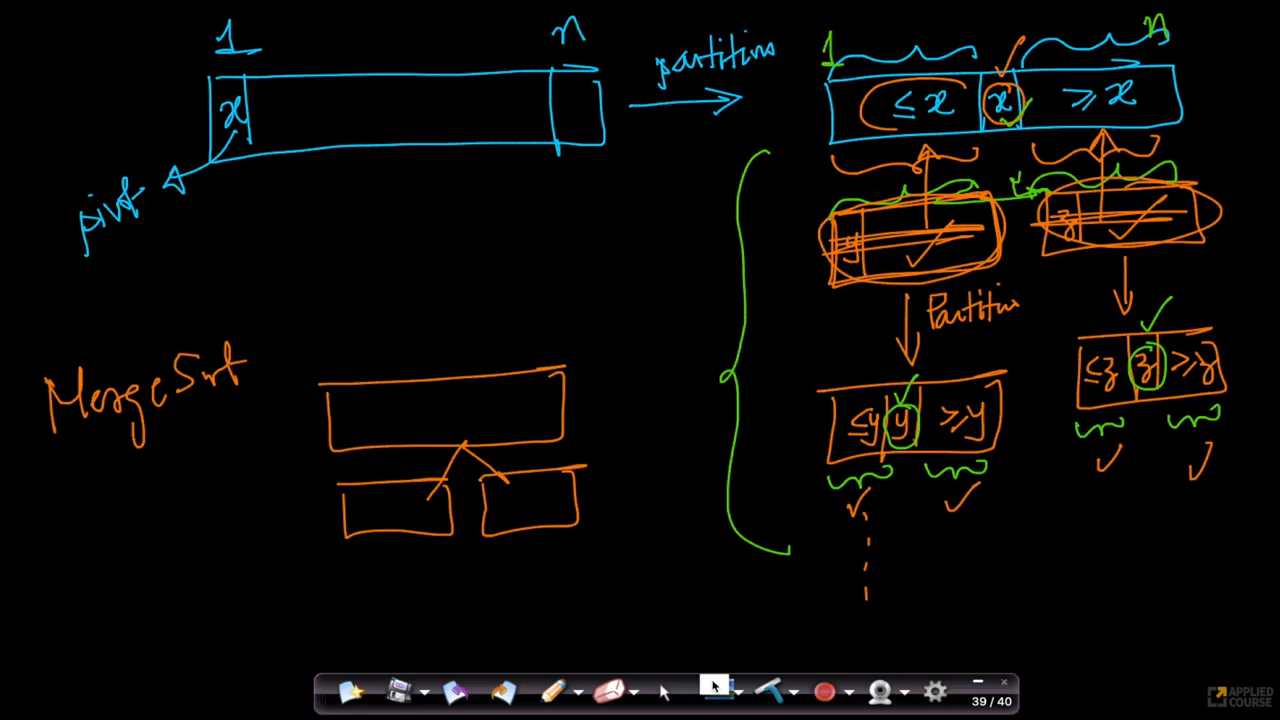 1 n
x
pivot
partition
1 n
≤ x x ≥ x
y
z
Partition
≤z z ≥z
≤y y ≥y
MergeSort
39 / 40
APPLIED
COURSE